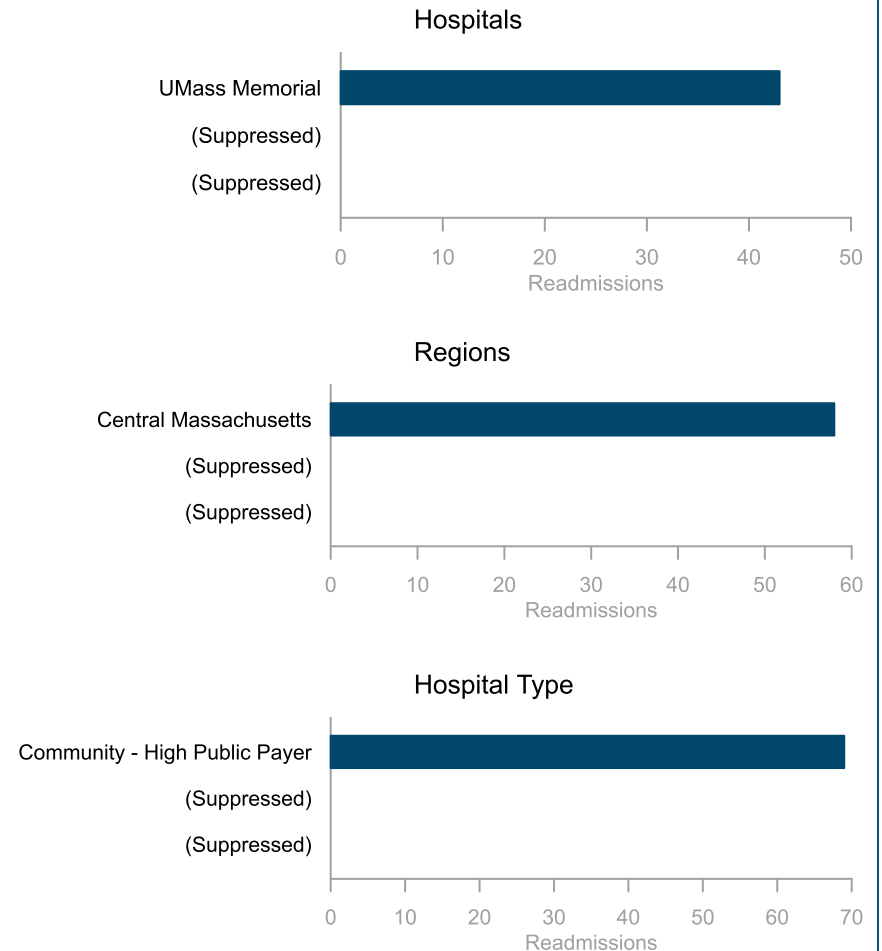 Hospitals
UMass Memorial
(Suppressed)
(Suppressed)
0 10 20 30 40 50
Readmissions
Regions
Central Massachusetts
(Suppressed)
(Suppressed)
0 10 20 30 40 50 60
Readmissions
Hospital Type
Community - High Public Payer
(Suppressed)
(Suppressed)
0 10 20 30 40 50 60 70
Readmissions